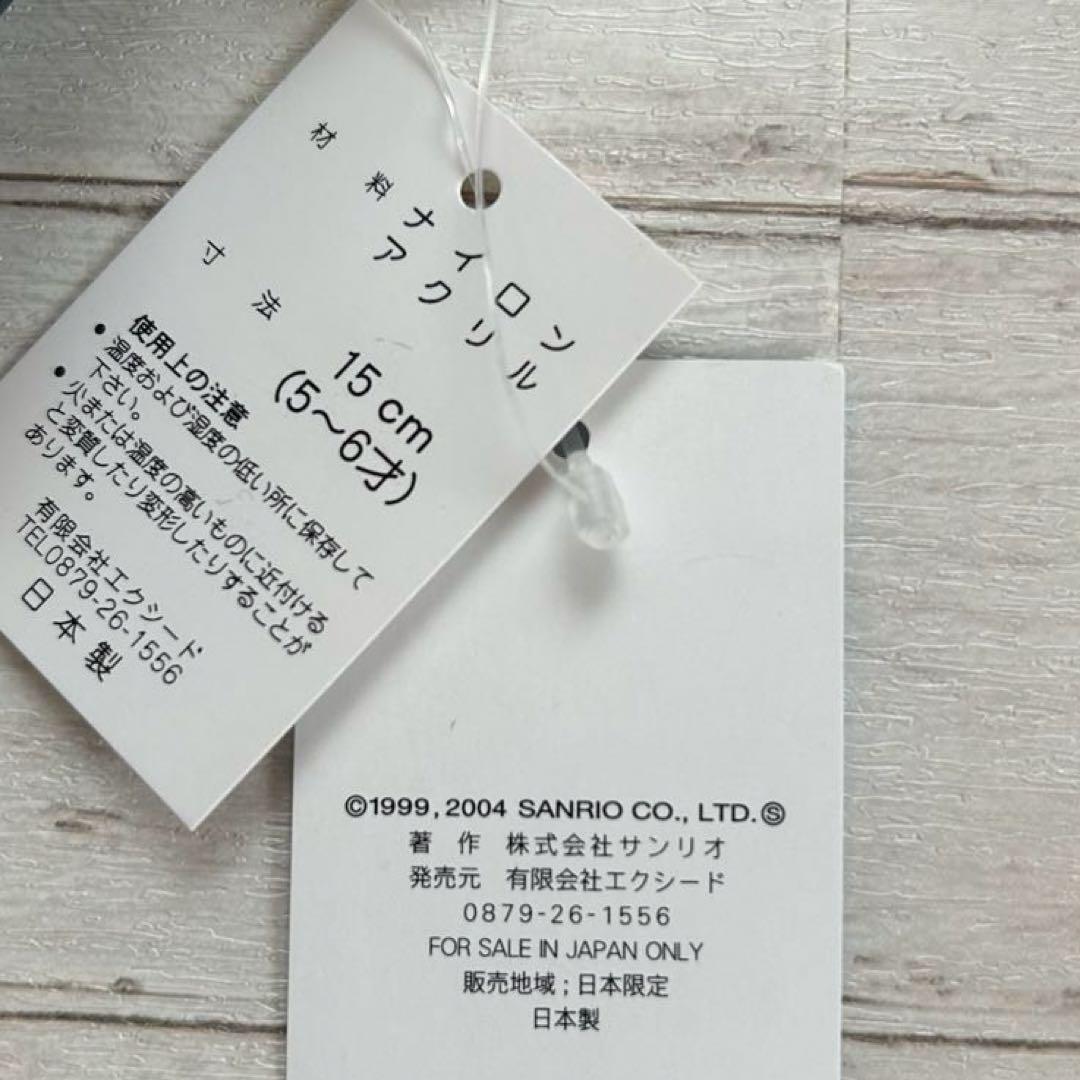 材料 ナイロン
アクリル
寸法 15cm
(5〜6才)
使用上の注意
●温度および湿度の低い所に保存して
下さい。
●火または温度の高いものに近付ける
と変質したり変形したりすることが
あります。
有限会社エクシード
TEL0879-26-1556
日本製
©1999,2004 SANRIO CO., LTD.Ⓢ
著 作 株式会社サンリオ
発売元 有限会社エクシード
0879-26-1556
FOR SALE IN JAPAN ONLY
販売地域;日本限定
日本製